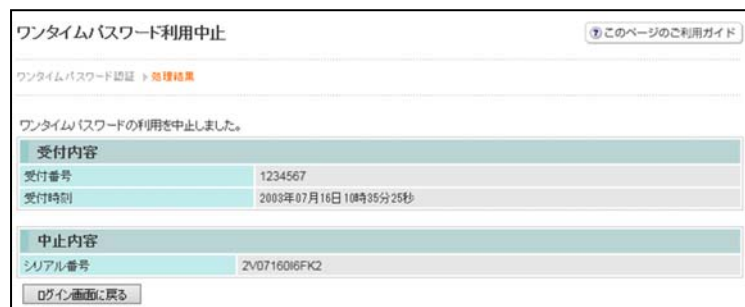 ワンタイムパスワード利用中止
?このページのご利用ガイド
ワンタイムパスワード認証 ▶ 処理結果
ワンタイムパスワードの利用を中止しました。
受付内容
受付番号 1234567
受付時刻 2003年07月16日10時35分25秒
中止内容
シリアル番号 2V07160I6FK2
ログイン画面に戻る